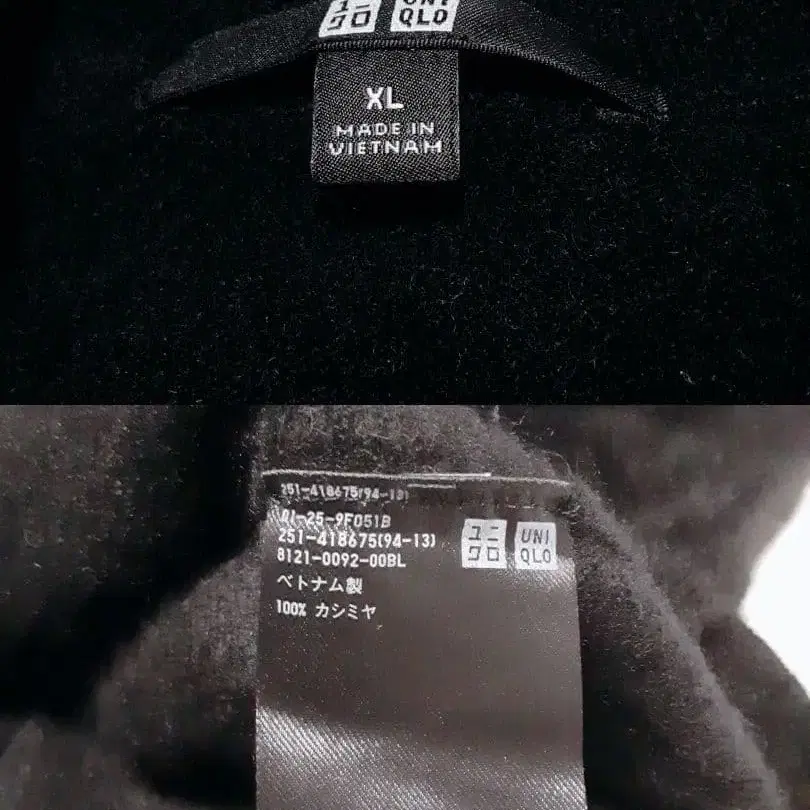 ユニ UNI
クロ QLO
XL
MADE IN
VIETNAM
251-418675(94-13)
01-25-9F051B
251-418675(94-13)
8121-0092-00BL
ベトナム製
100% カシミヤ
ユニ UNI
クロ QLO